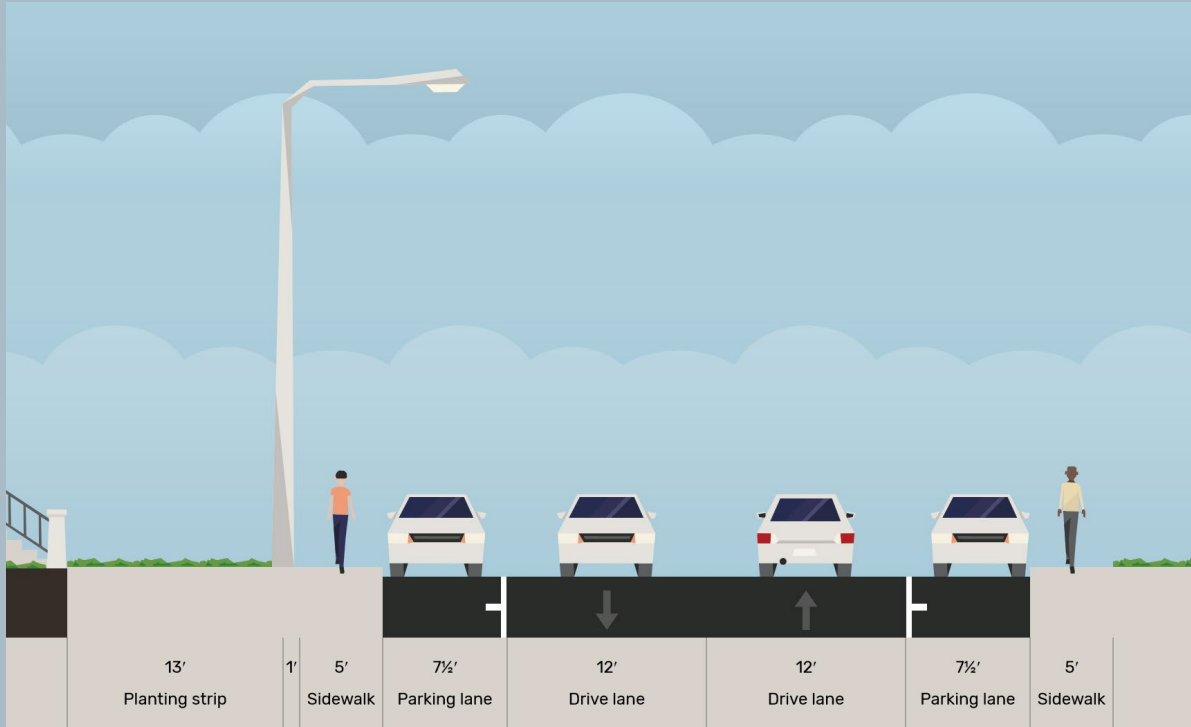 13′ 1′ 5′ 7½′ 12′ 12′ 7½′ 5′
Planting strip Sidewalk Parking lane Drive lane Drive lane Parking lane Sidewalk